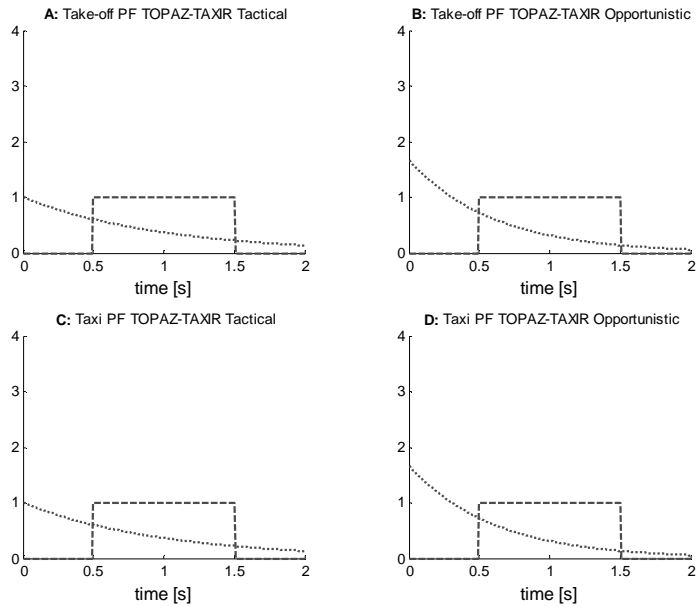 A: Take-off PF TOPAZ-TAXIR Tactical
4
3
2
1
0
0 0.5 1 1.5 2
time [s]
B: Take-off PF TOPAZ-TAXIR Opportunistic
4
3
2
1
0
0 0.5 1 1.5 2
time [s]
C: Taxi PF TOPAZ-TAXIR Tactical
4
3
2
1
0
0 0.5 1 1.5 2
time [s]
D: Taxi PF TOPAZ-TAXIR Opportunistic
4
3
2
1
0
0 0.5 1 1.5 2
time [s]